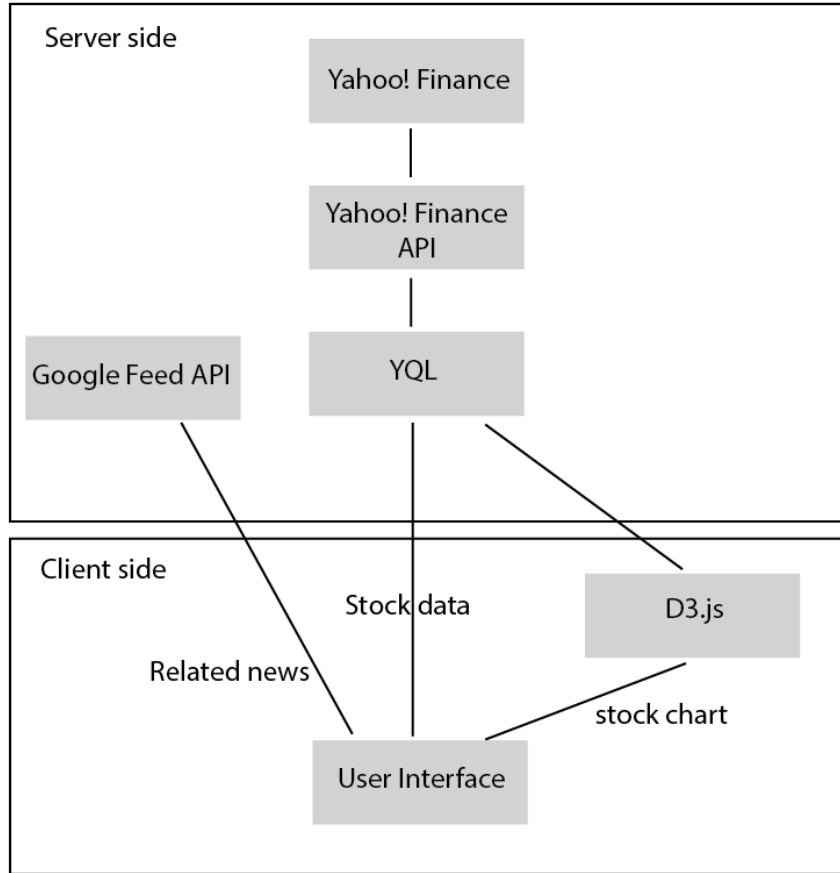 Server side
Yahoo! Finance
Yahoo! Finance
API
Google Feed API
YQL
Client side
Stock data
D3.js
Related news
stock chart
User Interface